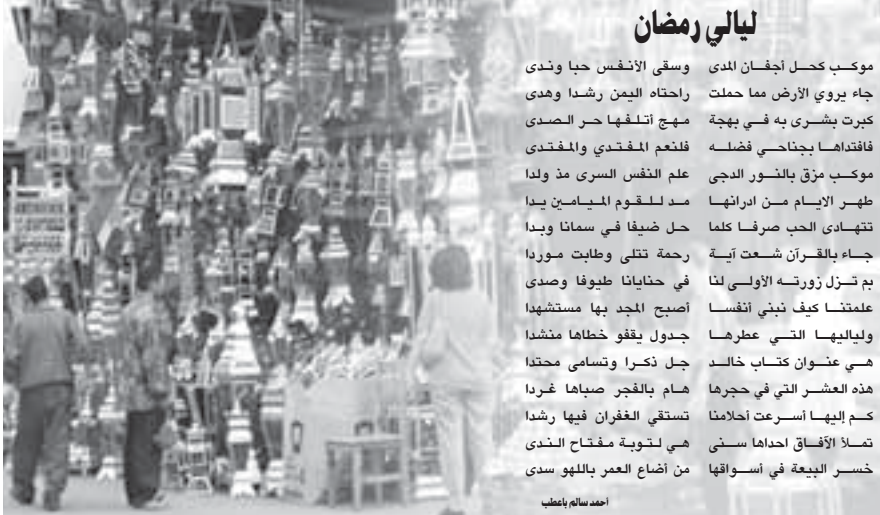 ليالي رمضان
موكب كحل أجفان المدى وسقى الأنفس حبا وندى
جاء يروي الأرض مما حملت راحتاه اليمن رشدا وهدى
كبرت بشرى به في بهجة مهج أتلفها حر الصدى
فافتداها بجناحي فضله فلنعم المفتدي والمفتدى
موكب مزق بالنور الدجى علم النفس السرى مذ ولدا
طهر الايام من ادرانها مد للقوم الميامين يدا
تتهادى الحب صرفا كلما حل ضيفا في سمانا وبدا
جاء بالقرآن شعت آية رحمة تتلى وطابت موردا
بم تزل زورته الأولى لنا في حنايانا طيوفا وصدى
علمتنا كيف نبني أنفسا أصبح المجد بها مستشهدا
ولياليها التي عطرها جدول يقفو خطاها منشدا
هي عنوان كتاب خالد جل ذكرا وتسامى محتدا
هذه العشر التي في حجرها هام بالفجر صباها غردا
كم إليها أسرعت أحلامنا تستقي الغفران فيها رشدا
تملأ الآفاق احداها سنى هي لتوبة مفتاح الندى
خسر البيعة في أسواقها من أضاع العمر باللهو سدى
احمد سالم باعطب